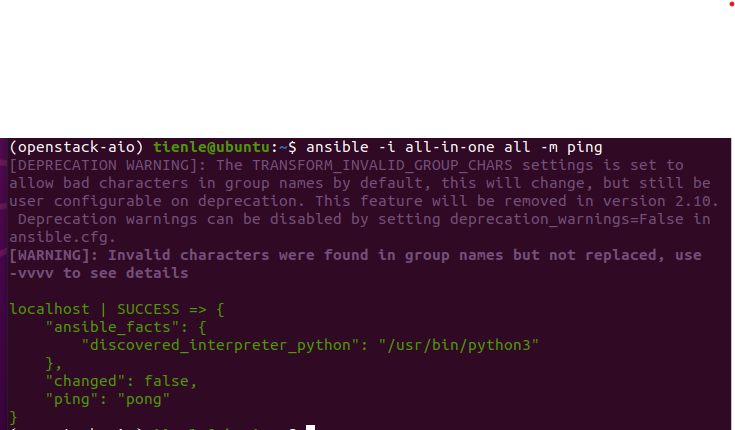 (openstack-aio) tienle@ubuntu:~$ ansible -i all-in-one all -m ping
[DEPRECATION WARNING]: The TRANSFORM_INVALID_GROUP_CHARS settings is set to
allow bad characters in group names by default, this will change, but still be
user configurable on deprecation. This feature will be removed in version 2.10.
 Deprecation warnings can be disabled by setting deprecation_warnings=False in
ansible.cfg.
[WARNING]: Invalid characters were found in group names but not replaced, use
-vvvv to see details
localhost | SUCCESS => {
    "ansible_facts": {
        "discovered_interpreter_python": "/usr/bin/python3"
    },
    "changed": false,
    "ping": "pong"
}